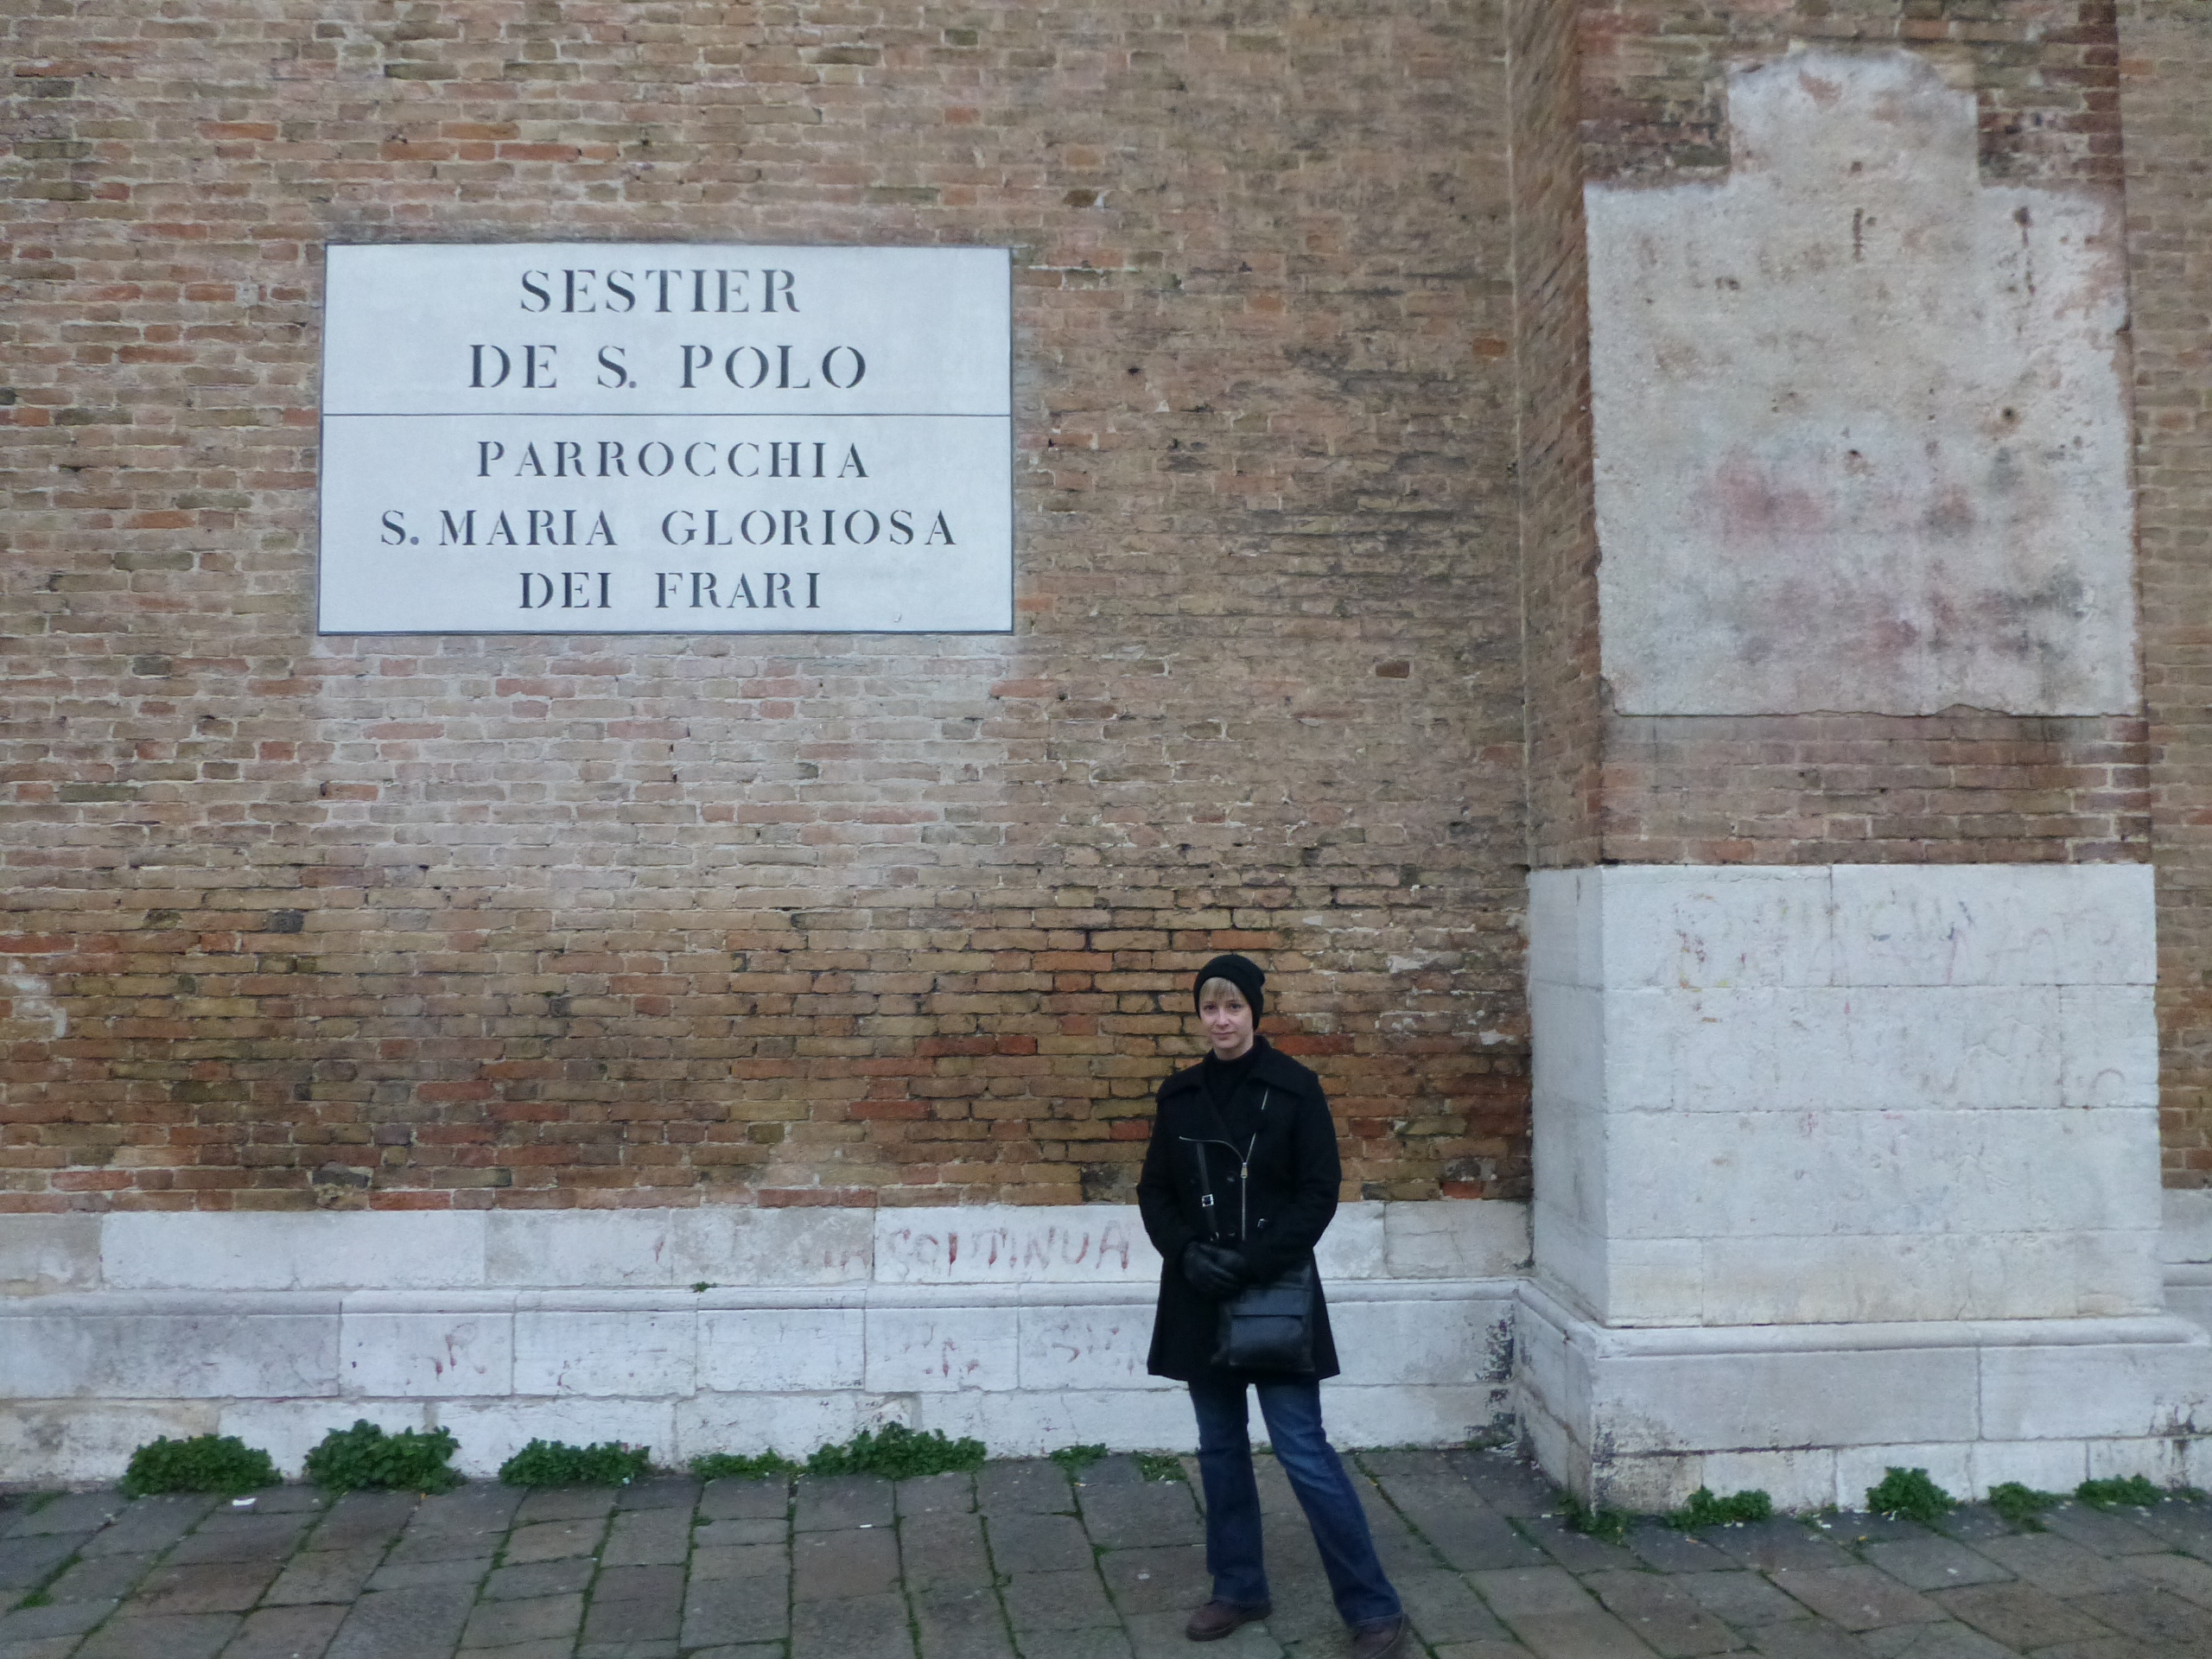 SESTIER
DE S. POLO
PARROCCHIA
S. MARIA GLORIOSA
DEI FRARI